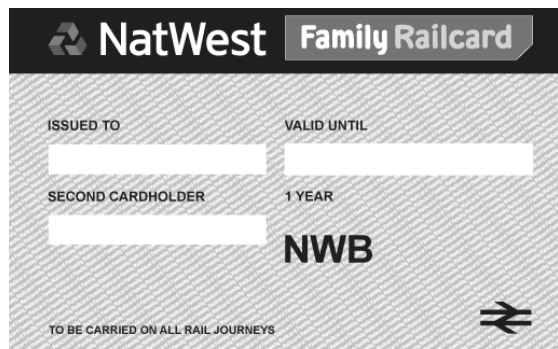 NatWest Family Railcard
ISSUED TO VALID UNTIL
SECOND CARDHOLDER 1 YEAR
NWB
TO BE CARRIED ON ALL RAIL JOURNEYS